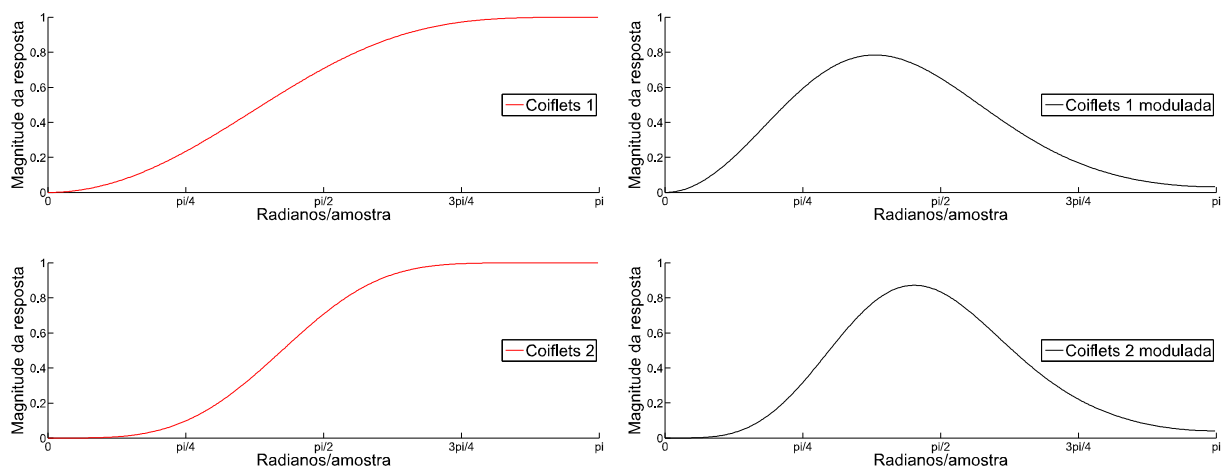 Magnitude da resposta
1
0.8
0.6
0.4
0.2
0
0
pi/4
pi/2
3pi/4
pi
Radianos/amostra
Coiflets 1
Magnitude da resposta
1
0.8
0.6
0.4
0.2
0
0
pi/4
pi/2
3pi/4
pi
Radianos/amostra
Coiflets 1 modulada
Magnitude da resposta
1
0.8
0.6
0.4
0.2
0
0
pi/4
pi/2
3pi/4
pi
Radianos/amostra
Coiflets 2
Magnitude da resposta
1
0.8
0.6
0.4
0.2
0
0
pi/4
pi/2
3pi/4
pi
Radianos/amostra
Coiflets 2 modulada